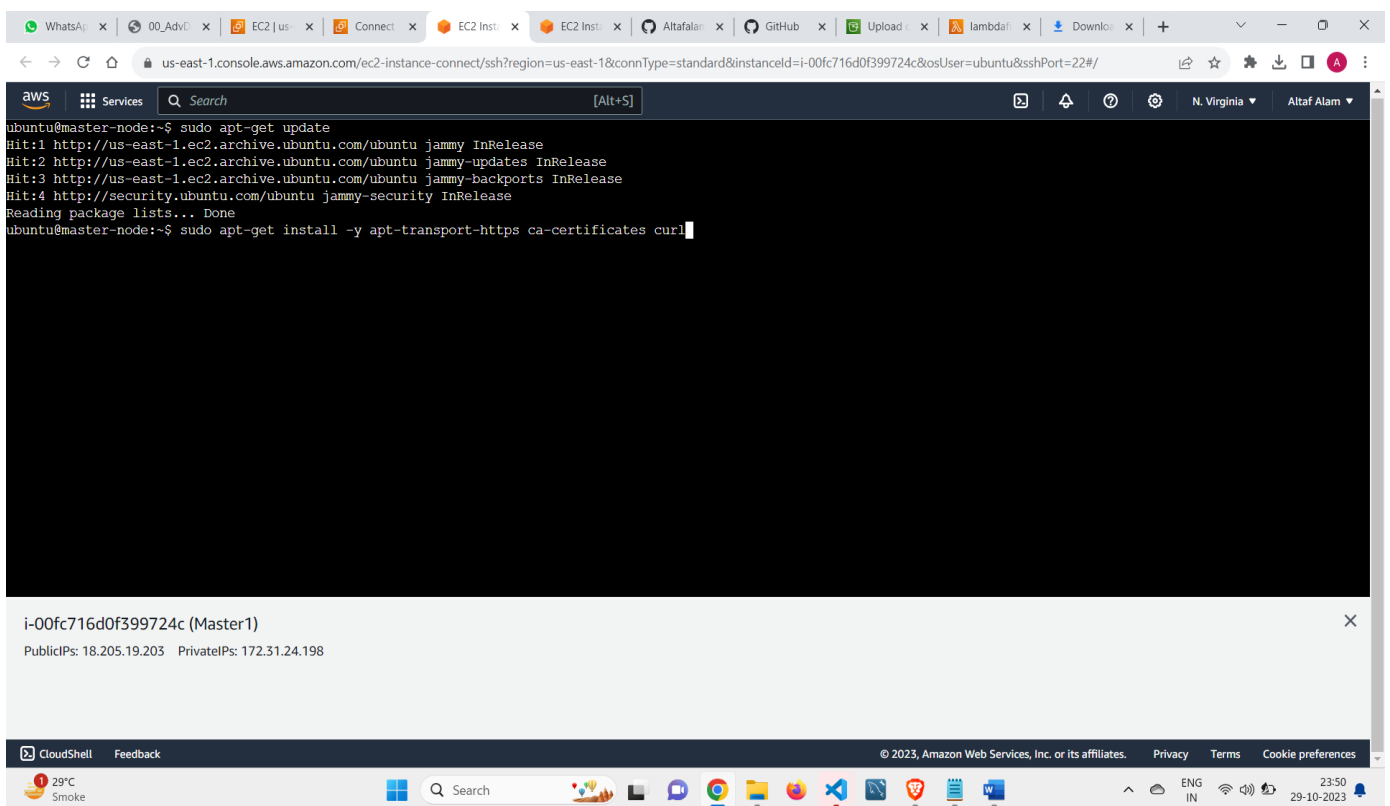 WhatsAp
00_AdvD
EC2 | us-
Connect
EC2 Insta
EC2 Insta
Altafalan
GitHub
Upload c
lambdafi
Downloa
us-east-1.console.aws.amazon.com/ec2-instance-connect/ssh?region=us-east-1&connType=standard&instanceId=i-00fc716d0f399724c&osUser=ubuntu&sshPort=22#/
A
aws
Services
Search
[Alt+S]
N. Virginia
Altaf Alam
ubuntu@master-node:~$ sudo apt-get update
Hit:1 http://us-east-1.ec2.archive.ubuntu.com/ubuntu jammy InRelease
Hit:2 http://us-east-1.ec2.archive.ubuntu.com/ubuntu jammy-updates InRelease
Hit:3 http://us-east-1.ec2.archive.ubuntu.com/ubuntu jammy-backports InRelease
Hit:4 http://security.ubuntu.com/ubuntu jammy-security InRelease
Reading package lists... Done
ubuntu@master-node:~$ sudo apt-get install -y apt-transport-https ca-certificates curl
i-00fc716d0f399724c (Master1)
PublicIPs: 18.205.19.203 PrivateIPs: 172.31.24.198
CloudShell
Feedback
© 2023, Amazon Web Services, Inc. or its affiliates.
Privacy
Terms
Cookie preferences
1
29°C
Smoke
Search
ENG
IN
23:50
29-10-2023